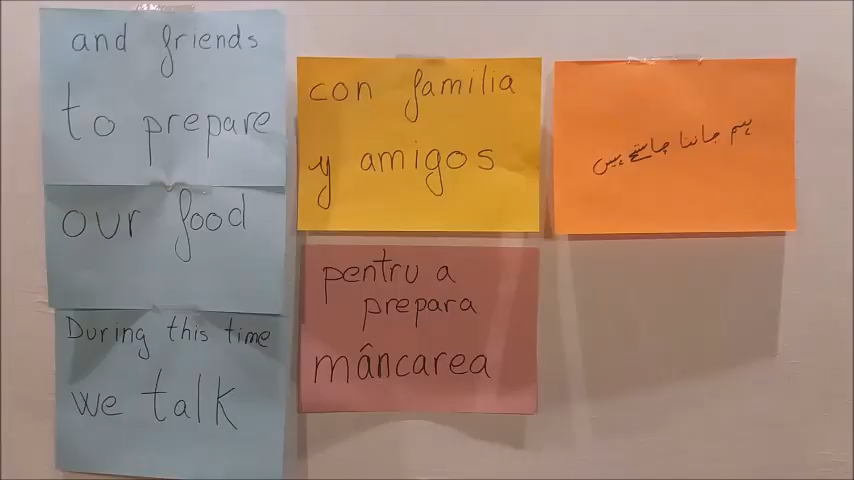 and friends
to prepare
our food
During this time
we talk
con familia
y amigos
pentru a
prepara
mâncarea
ہم جاننا چاہتے ہیں